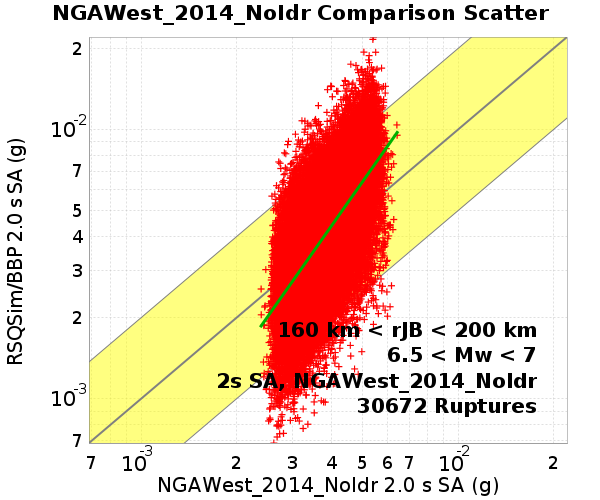 NGAWest_2014_NoIdr Comparison Scatter
RSQSim/BBP 2.0 s SA (g)
2
10⁻²
7
5
4
3
2
10⁻³
7
160 km < rJB < 200 km
6.5 < Mw < 7
2s SA, NGAWest_2014_NoIdr
30672 Ruptures
7 10⁻³ 2 3 4 5 6 7 10⁻² 2
NGAWest_2014_NoIdr 2.0 s SA (g)